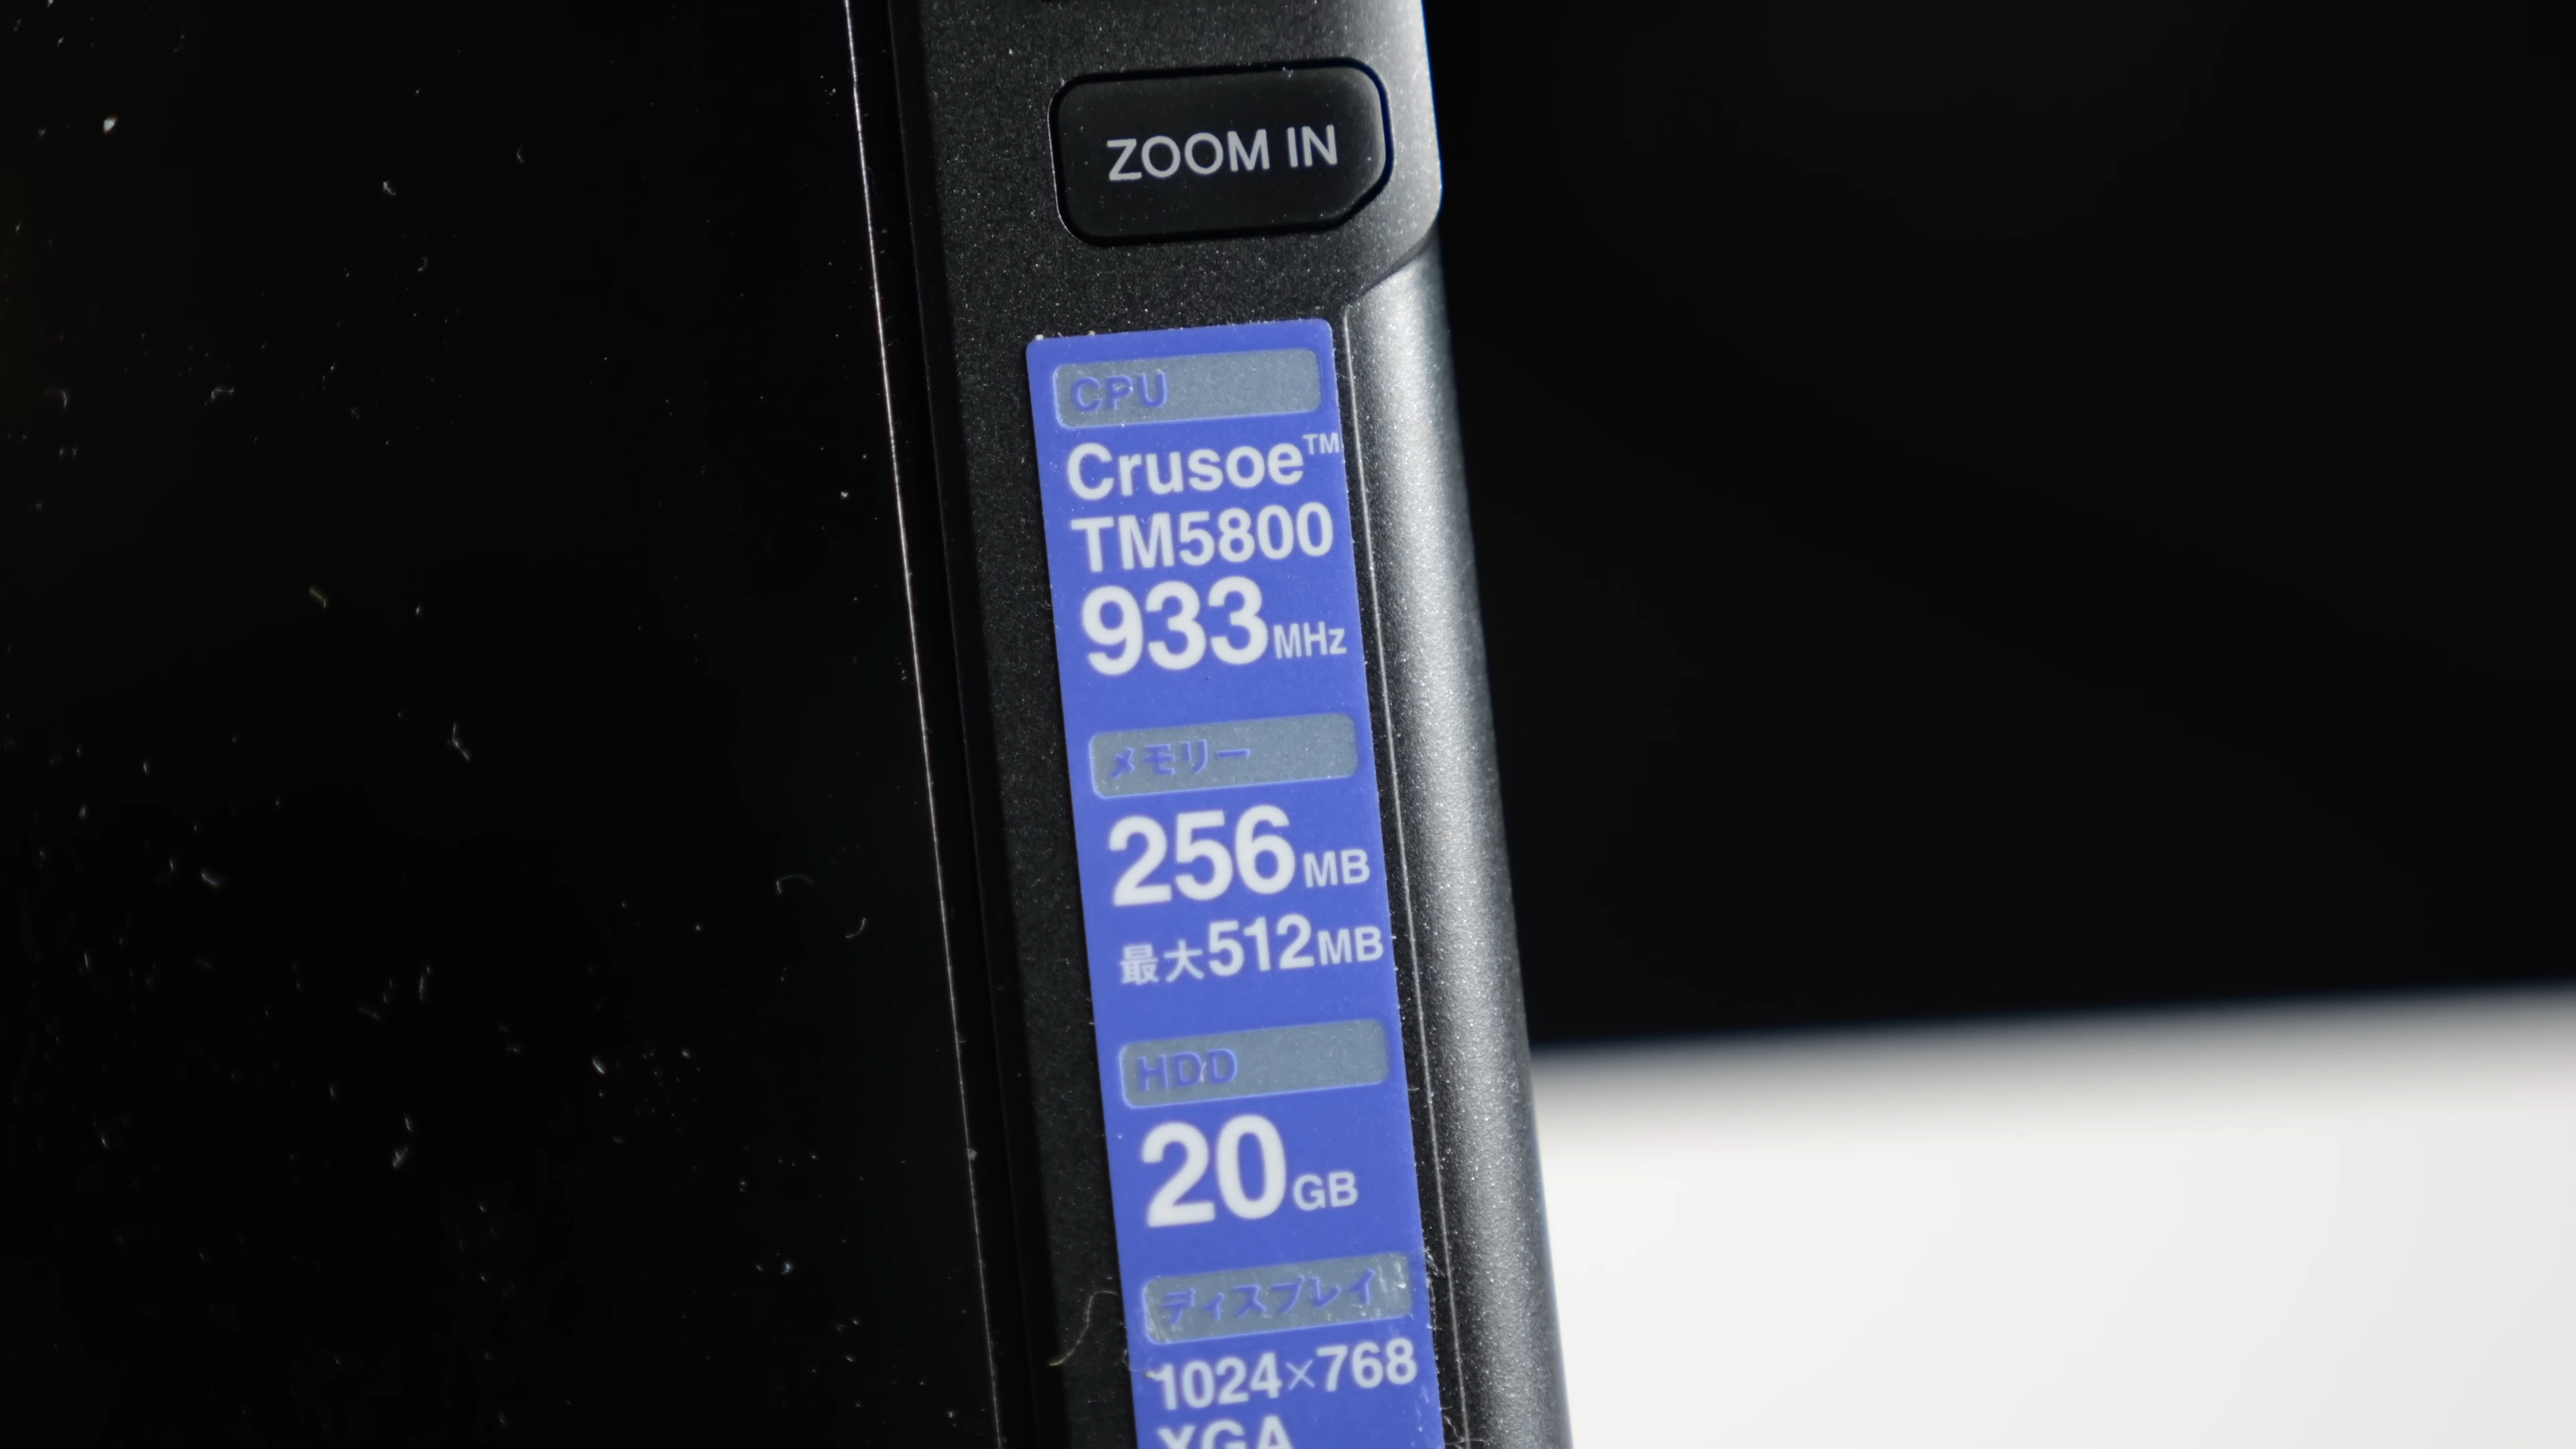 ZOOM IN
CPU
Crusoe™
TM5800
933MHz
メモリー
256MB
最大512MB
HDD
20GB
ディスプレイ
1024×768
XGA